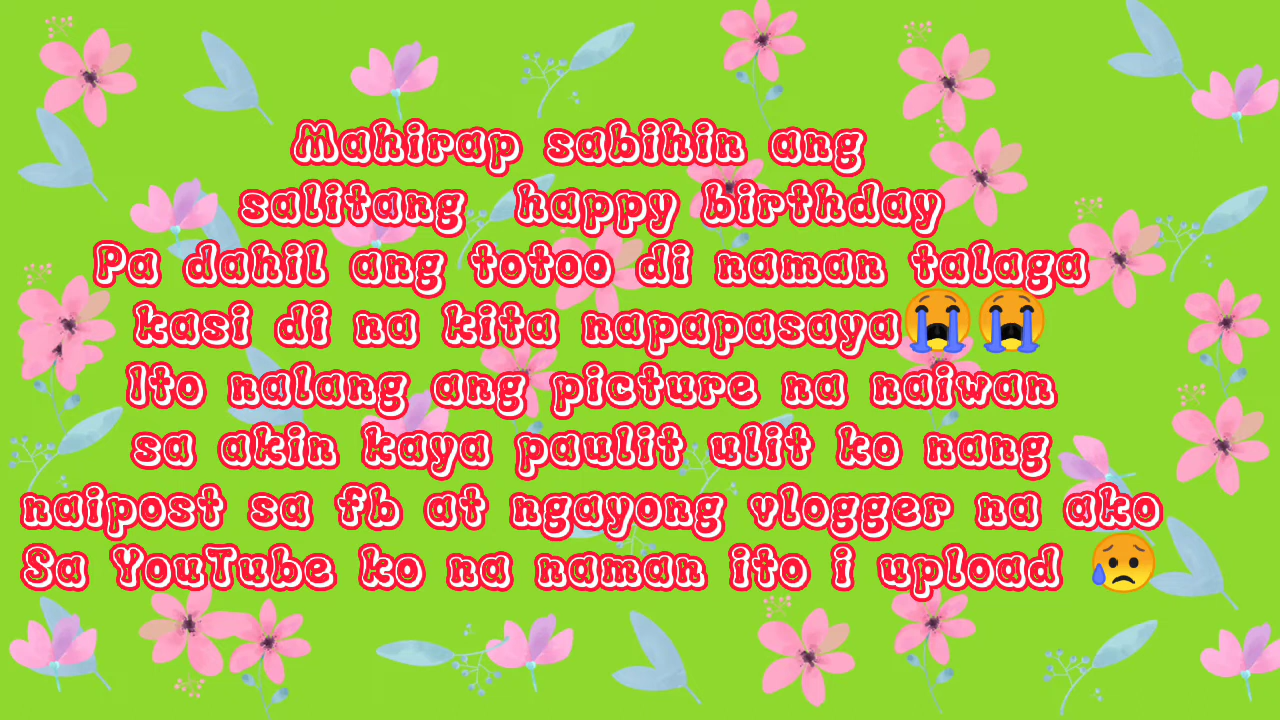 Mahirap sabihin ang
salitang happy birthday
Pa dahil ang totoo di naman talaga
kasi di na kita napapasaya😭😭
Ito nalang ang picture na naiwan
sa akin kaya paulit ulit ko nang
naipost sa fb at ngayong vlogger na ako
Sa YouTube ko na naman ito i upload 😥